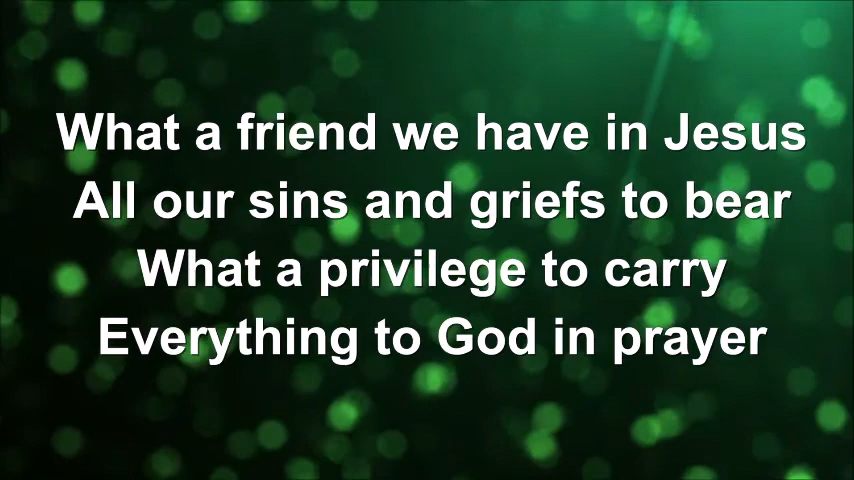 What a friend we have in Jesus
All our sins and griefs to bear
What a privilege to carry
Everything to God in prayer